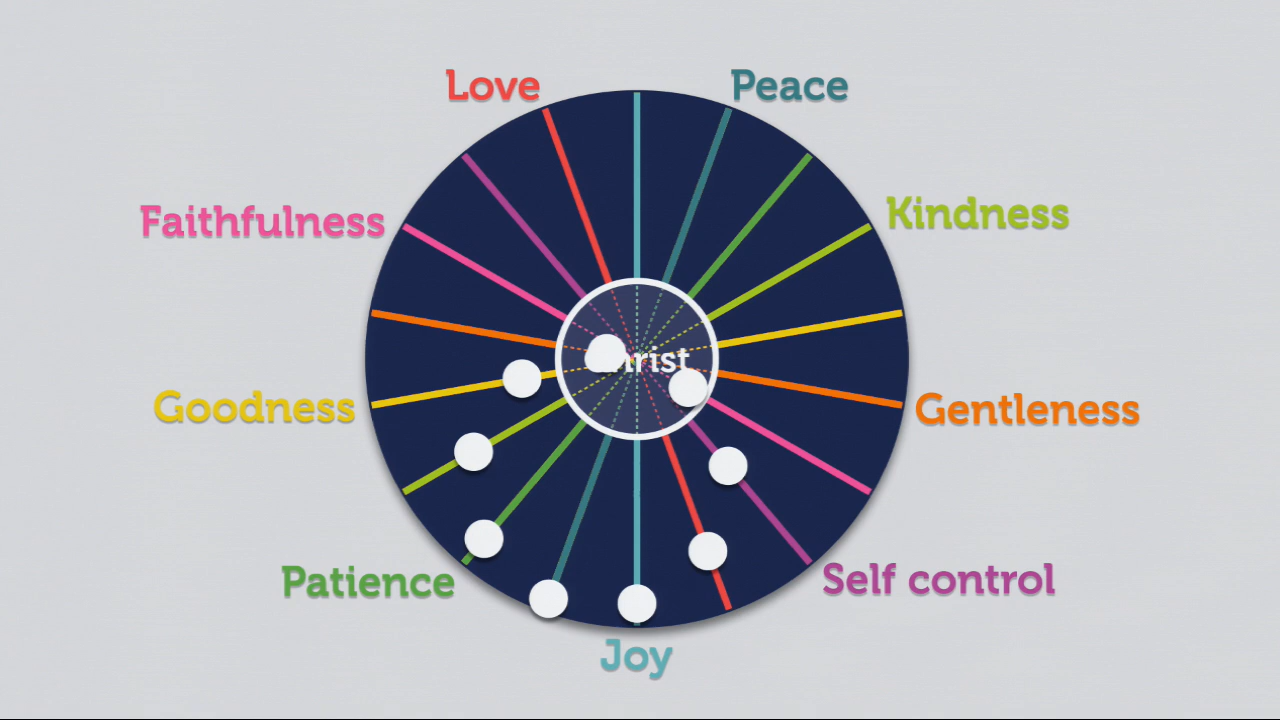 Love
Peace
Faithfulness
Kindness
Goodness
Gentleness
Patience
Self control
Joy